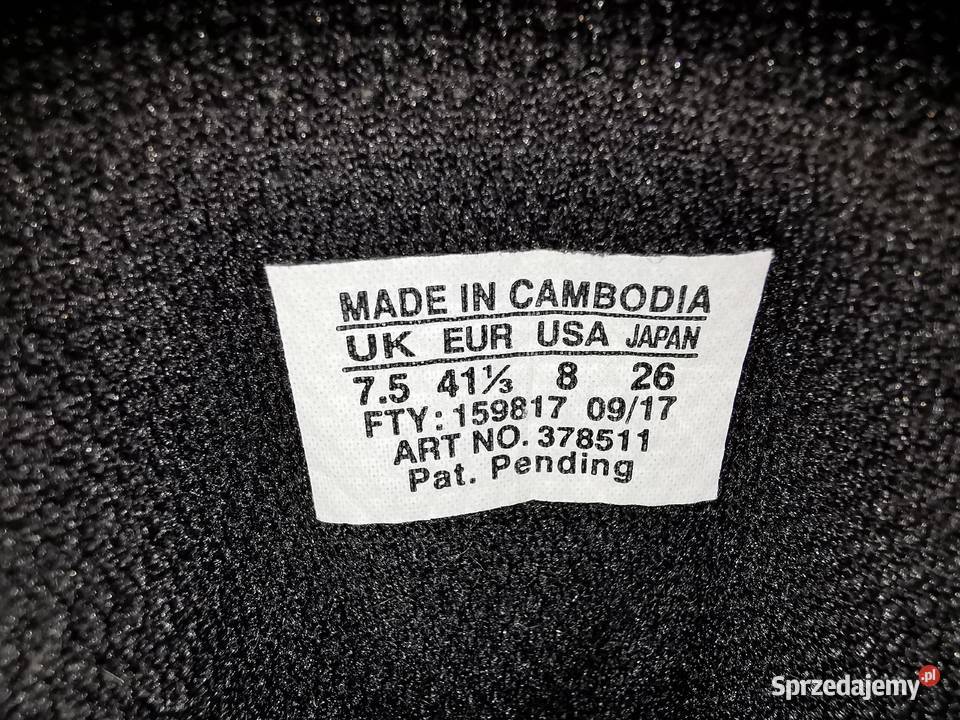 MADE IN CAMBODIA
UK EUR USA JAPAN
7.5 41⅓ 8 26
FTY: 159817 09/17
ART NO. 378511
Pat. Pending
Sprzedajemy.pl